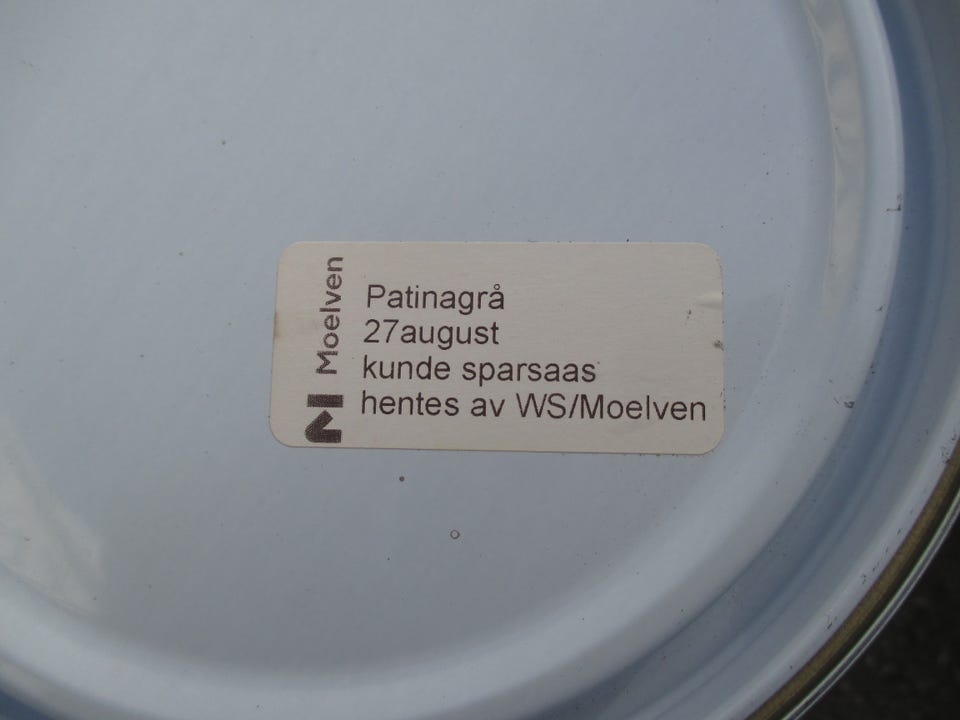 Moelven
Patinagrå
27august
kunde sparsaas
hentes av WS/Moelven